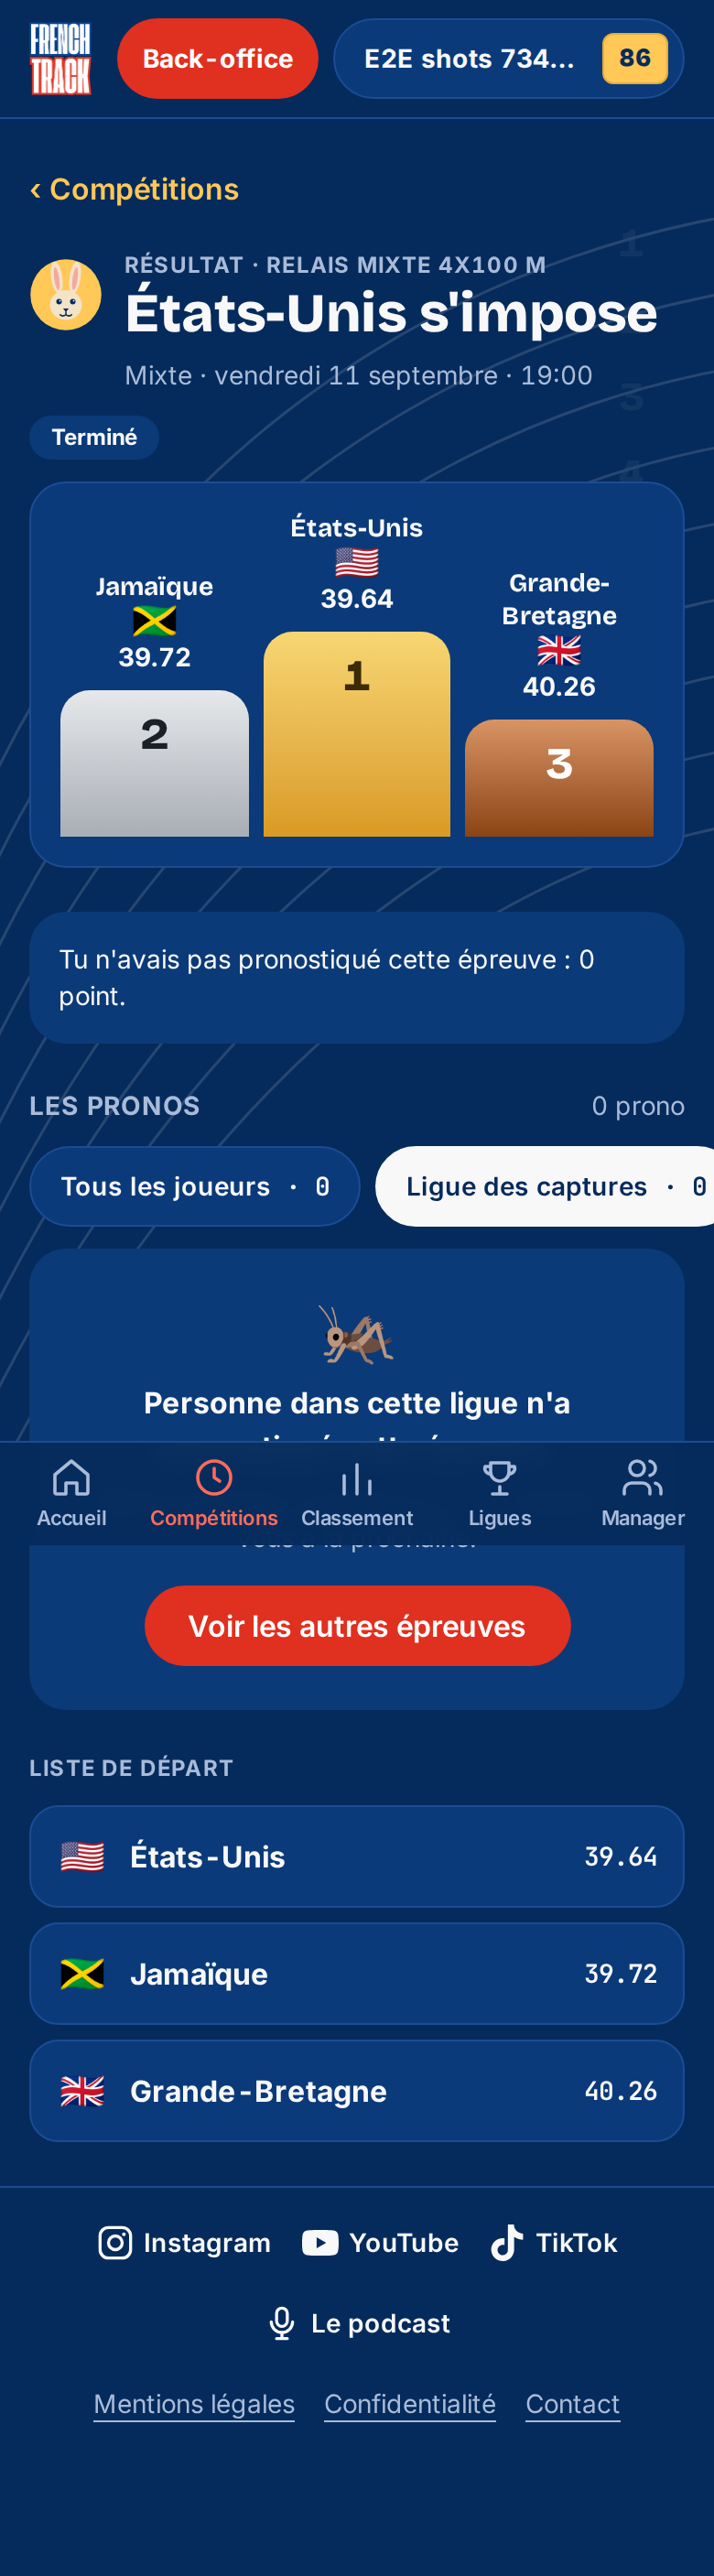 FRENCH
TRACK
Back-office
E2E shots 734...
86
‹ Compétitions
RÉSULTAT · RELAIS MIXTE 4X100 M
États-Unis s'impose
Mixte · vendredi 11 septembre · 19:00
Terminé
1
3
4
États-Unis
39.64
Jamaïque
39.72
Grande-
Bretagne
40.26
1
2
3
Tu n'avais pas pronostiqué cette épreuve : 0
point.
LES PRONOS
0 prono
Tous les joueurs · 0
Ligue des captures · 0
Personne dans cette ligue n'a
Accueil
Compétitions
Classement
Ligues
Manager
Voir les autres épreuves
LISTE DE DÉPART
États-Unis
39.64
Jamaïque
39.72
Grande-Bretagne
40.26
Instagram
YouTube
TikTok
Le podcast
Mentions légales
Confidentialité
Contact